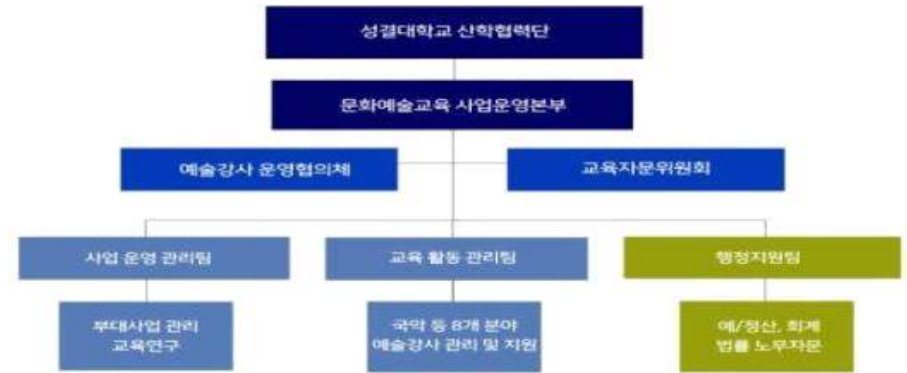 성결대학교 산학협력단
문화예술교육 사업운영본부
예술강사 운영협의체
교육자문위원회
사업 운영 관리팀
교육 활동 관리팀
행정지원팀
부대사업 관리
교육연구
국악 등 8개 분야
예술강사 관리 및 지원
예/정산, 회계
법률 노무자문